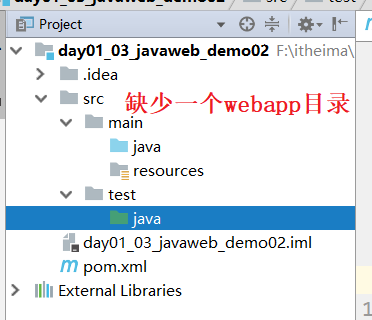 day01_03_javaweb_demo02
src
test
Project
day01_03_javaweb_demo02 F:\itheima
.idea
src
缺少一个webapp目录
main
java
resources
test
java
day01_03_javaweb_demo02.iml
m pom.xml
External Libraries
1